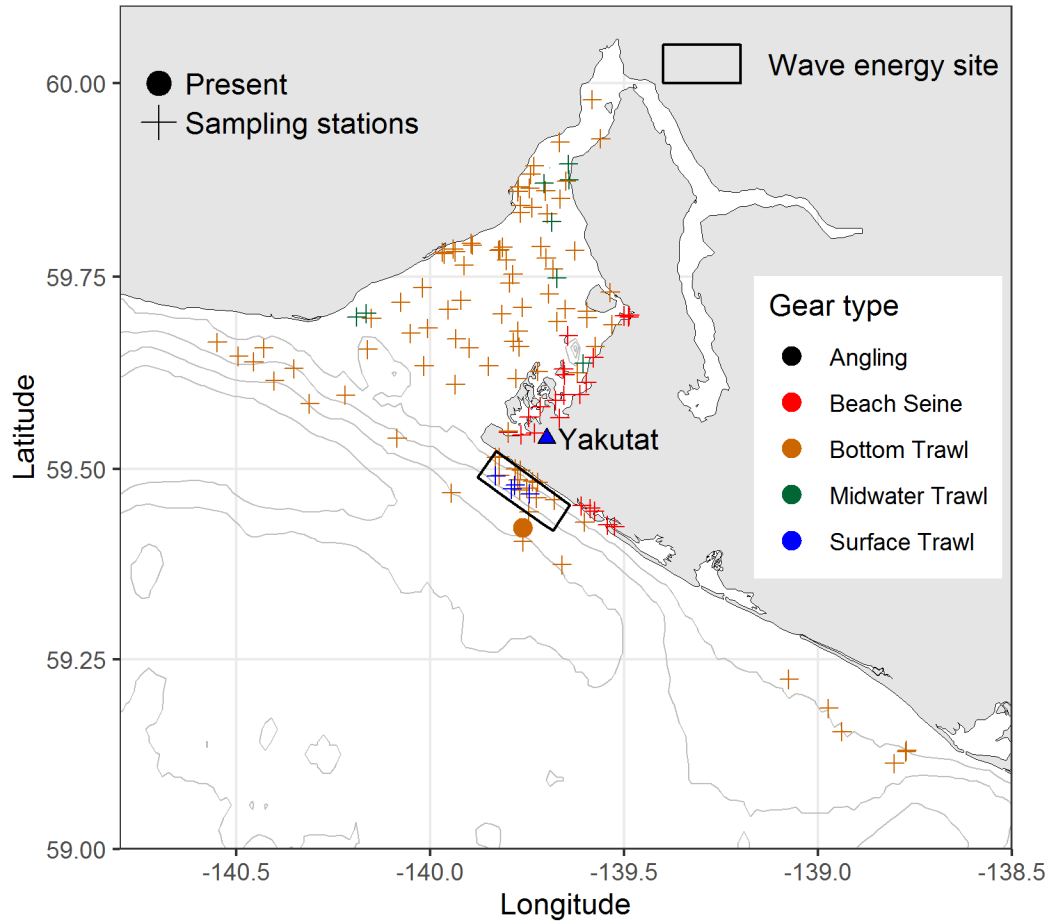 Present
Sampling stations
Wave energy site
60.00
59.75
59.50
59.25
59.00
Latitude
Yakutat
Gear type
Angling
Beach Seine
Bottom Trawl
Midwater Trawl
Surface Trawl
-140.5
-140.0
-139.5
-139.0
-138.5
Longitude